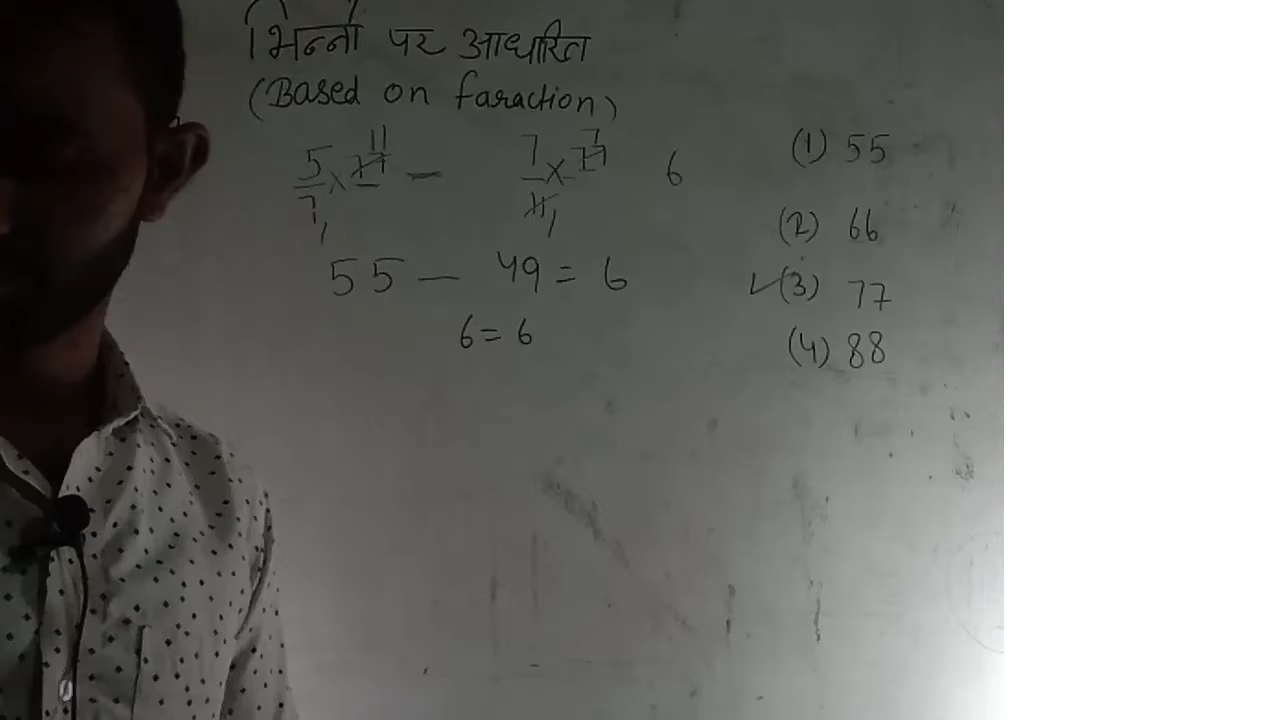 भिन्नो पर आधारित
(Based on faraction)
5/7 × 77 11 − 7/11 × 77 7 6
55 — 49 = 6
6 = 6
(1) 55
(2) 66
✓(3) 77
(4) 88